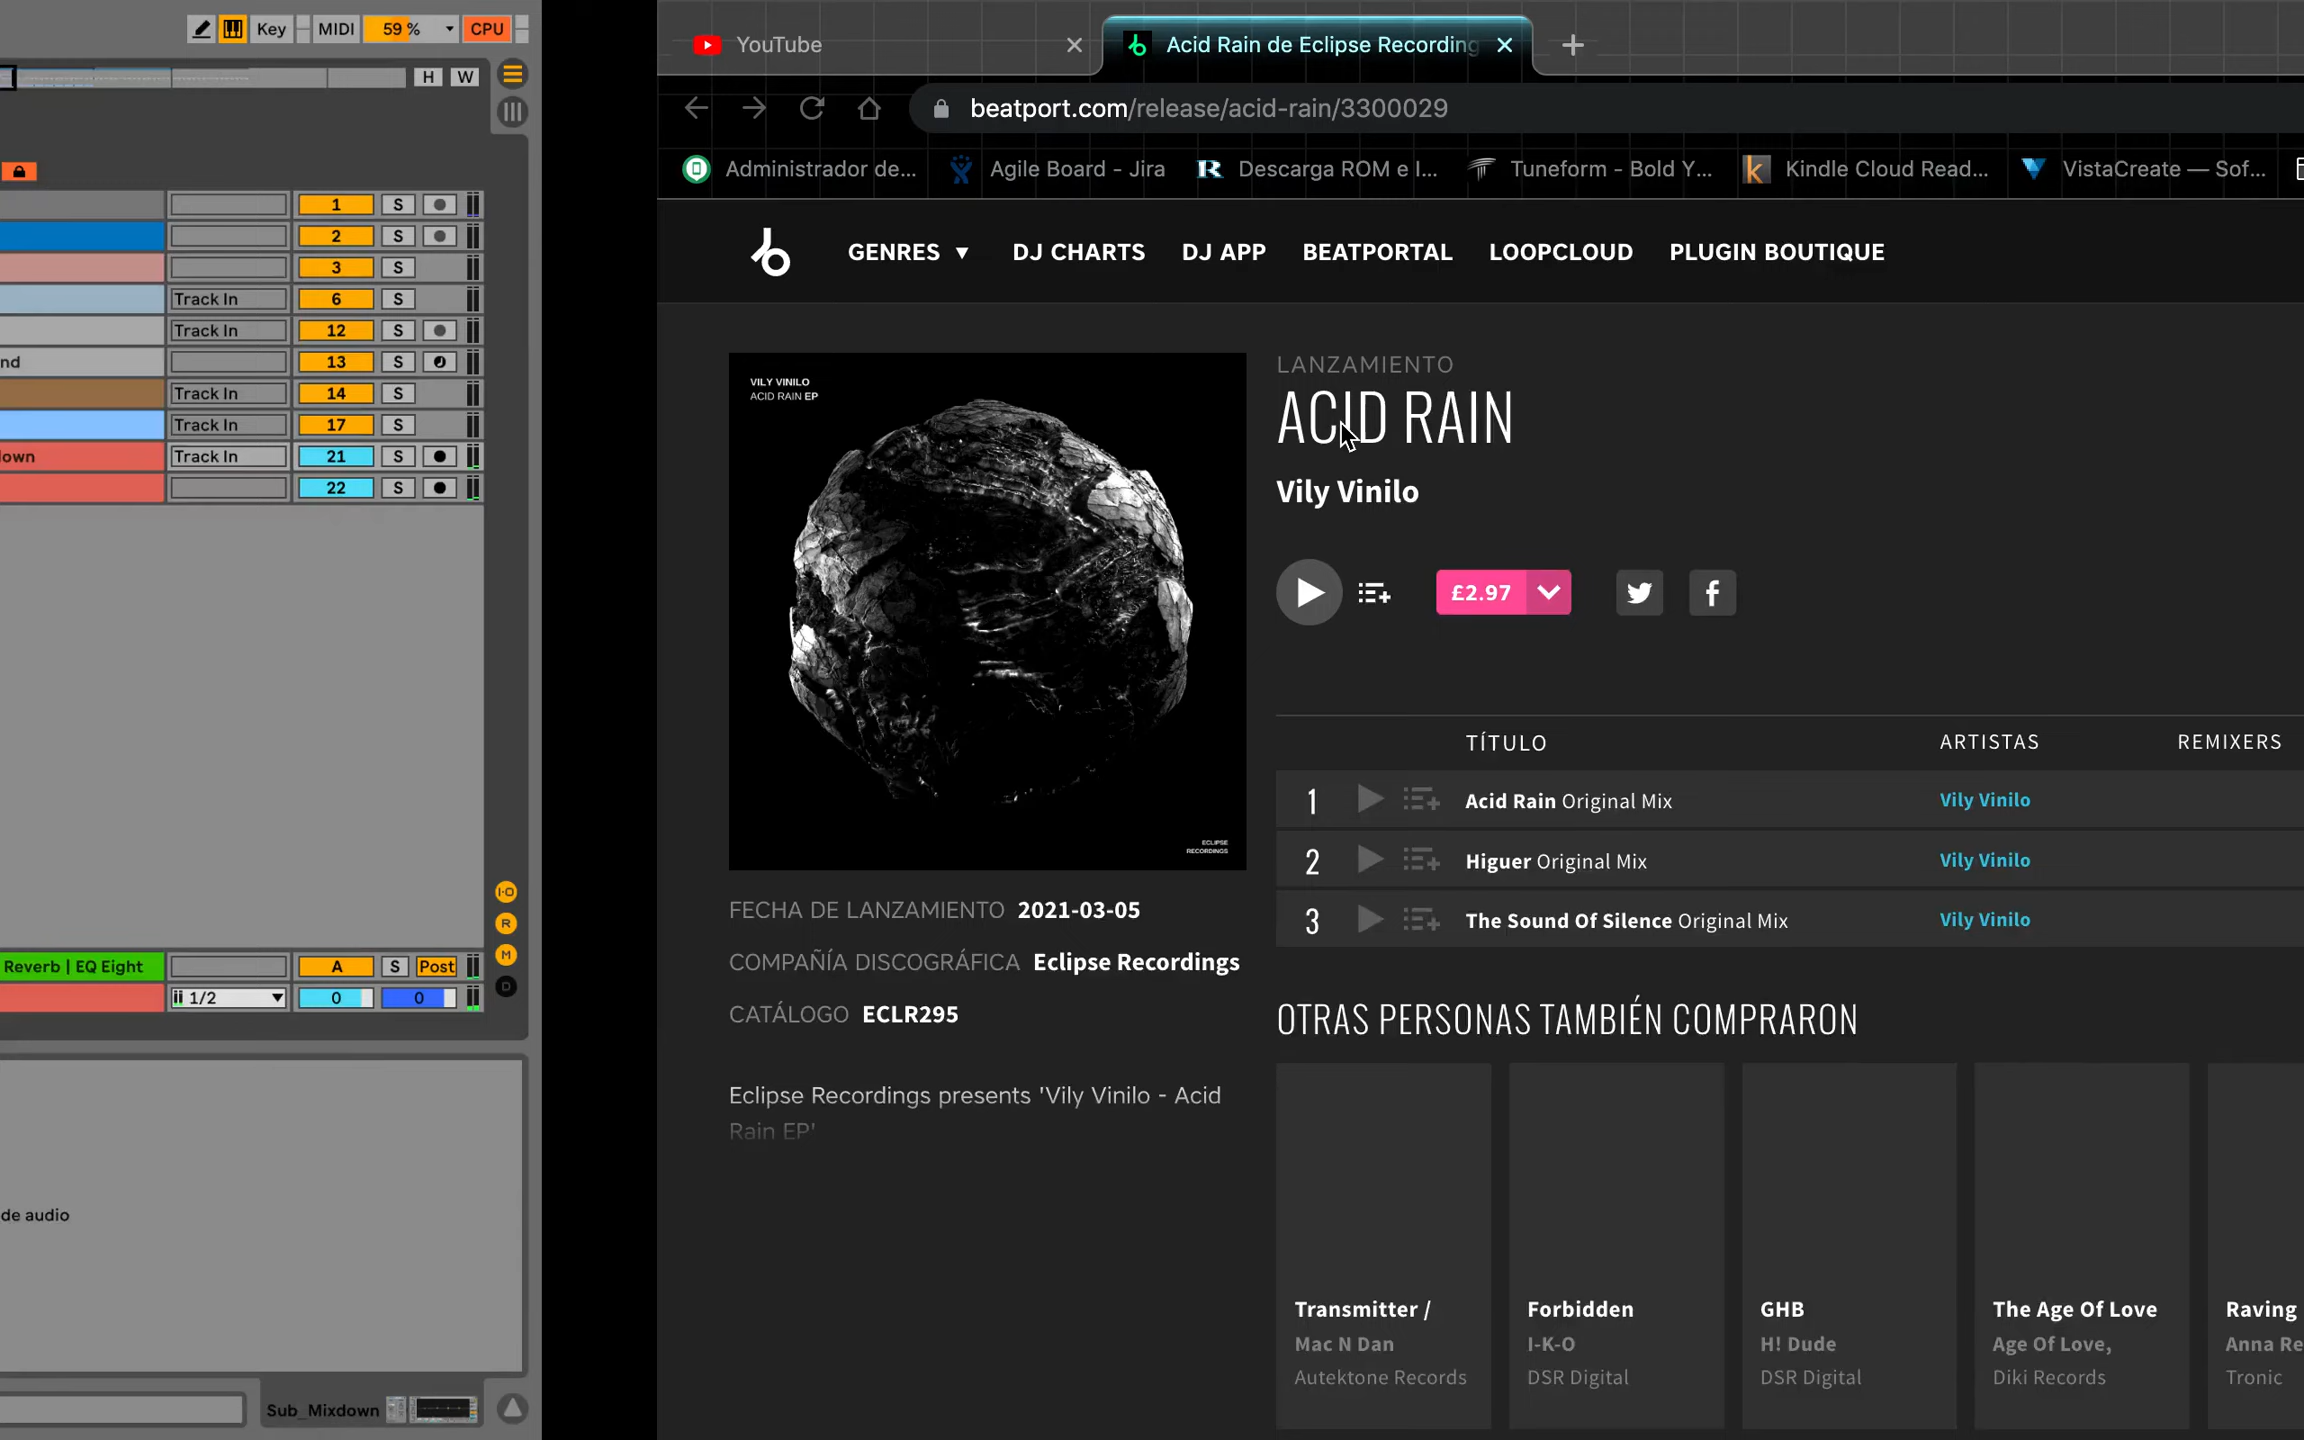 Key MIDI 59 % CPU
H W
1 S
2 S
3 S
Track In 6 S
Track In 12 S
nd 13 S
Track In 14 S
Track In 17 S
lown Track In 21 S
22 S
I·O
R
M
D
Reverb | EQ Eight A S Post
1/2 0 0
de audio
Sub_Mixdown
YouTube
Acid Rain de Eclipse Recording
beatport.com/release/acid-rain/3300029
Administrador de...
Agile Board - Jira
Descarga ROM e I...
Tuneform - Bold Y...
Kindle Cloud Read...
VistaCreate — Sof...
GENRES ▼ DJ CHARTS DJ APP BEATPORTAL LOOPCLOUD PLUGIN BOUTIQUE
VILY VINILO
ACID RAIN EP
ECLIPSE
RECORDINGS
LANZAMIENTO
ACID RAIN
Vily Vinilo
£2.97
TÍTULO ARTISTAS REMIXERS
1 Acid Rain Original Mix Vily Vinilo
2 Higuer Original Mix Vily Vinilo
3 The Sound Of Silence Original Mix Vily Vinilo
FECHA DE LANZAMIENTO 2021-03-05
COMPAÑÍA DISCOGRÁFICA Eclipse Recordings
CATÁLOGO ECLR295
Eclipse Recordings presents 'Vily Vinilo - Acid
Rain EP'
OTRAS PERSONAS TAMBIÉN COMPRARON
Transmitter /
Mac N Dan
Autektone Records
Forbidden
I-K-O
DSR Digital
GHB
H! Dude
DSR Digital
The Age Of Love
Age Of Love,
Diki Records
Raving
Anna Re
Tronic